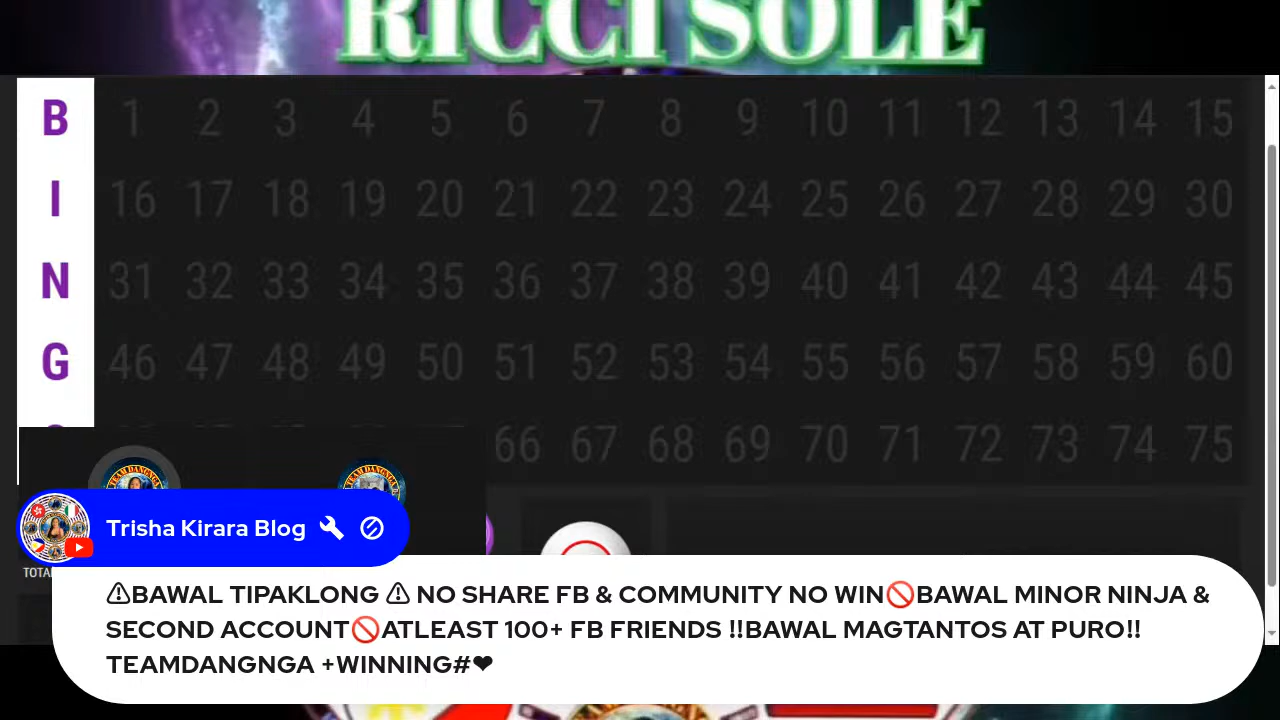 RICCI SOLE
B 1 2 3 4 5 6 7 8 9 10 11 12 13 14 15
I 16 17 18 19 20 21 22 23 24 25 26 27 28 29 30
N 31 32 33 34 35 36 37 38 39 40 41 42 43 44 45
G 46 47 48 49 50 51 52 53 54 55 56 57 58 59 60
66 67 68 69 70 71 72 73 74 75
TEAM DANGNGA
TEAM DANGNGA
Trisha Kirara Blog
⚠BAWAL TIPAKLONG ⚠ NO SHARE FB & COMMUNITY NO WIN🚫BAWAL MINOR NINJA &
SECOND ACCOUNT🚫ATLEAST 100+ FB FRIENDS !!BAWAL MAGTANTOS AT PURO!!
TEAMDANGNGA +WINNING#❤